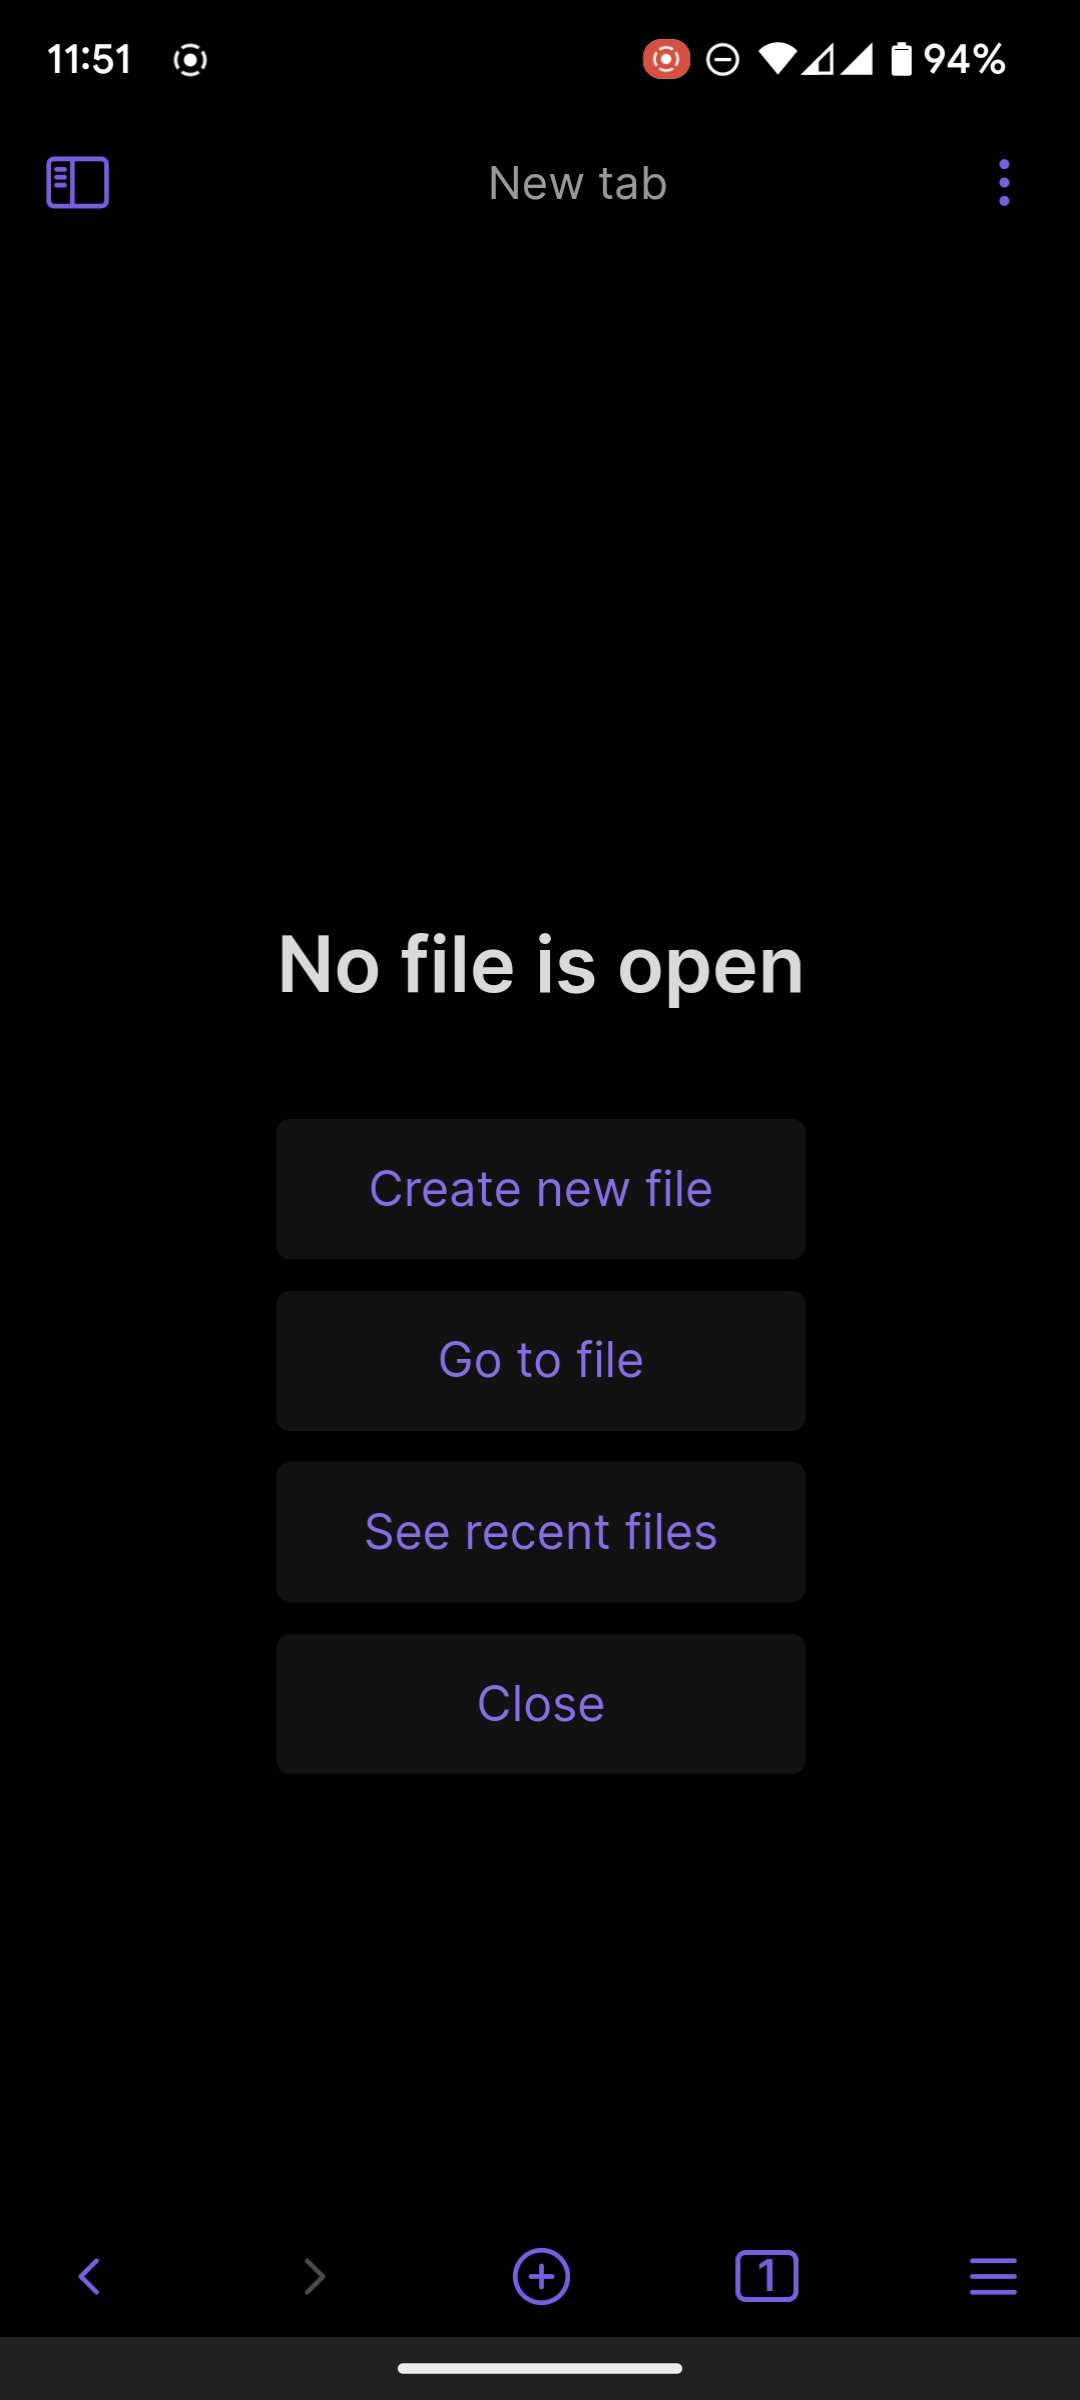 11:51 94%
New tab
No file is open
Create new file
Go to file
See recent files
Close
1